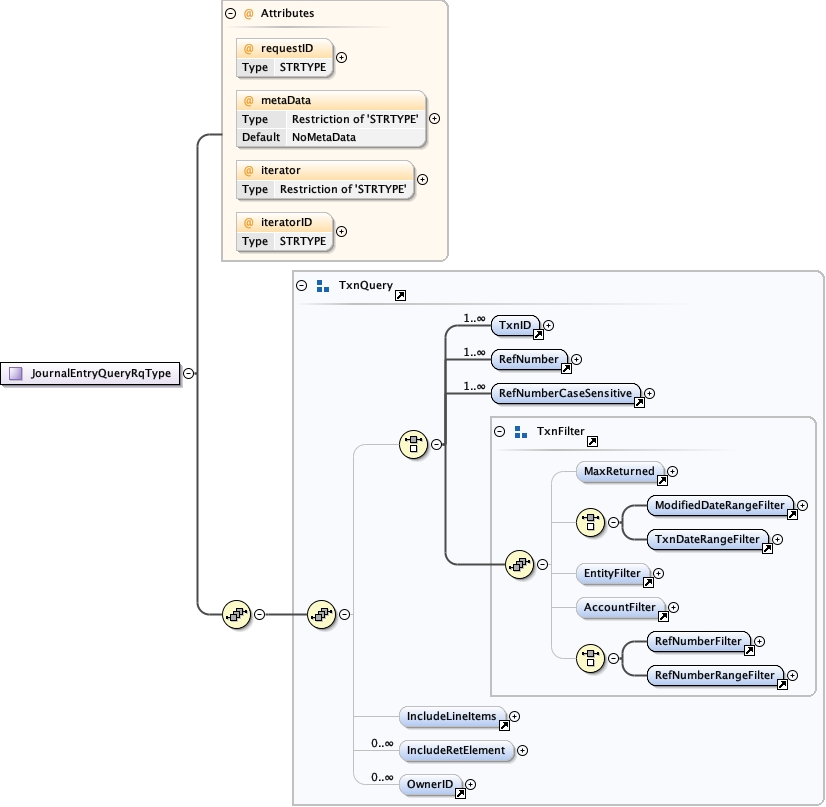 @ Attributes
@ requestID
Type STRTYPE
@ metaData
Type Restriction of 'STRTYPE'
Default NoMetaData
@ iterator
Type Restriction of 'STRTYPE'
@ iteratorID
Type STRTYPE
TxnQuery
1..∞ TxnID
1..∞ RefNumber
JournalEntryQueryRqType
1..∞ RefNumberCaseSensitive
TxnFilter
MaxReturned
ModifiedDateRangeFilter
TxnDateRangeFilter
EntityFilter
AccountFilter
RefNumberFilter
RefNumberRangeFilter
IncludeLineItems
0..∞ IncludeRetElement
0..∞ OwnerID